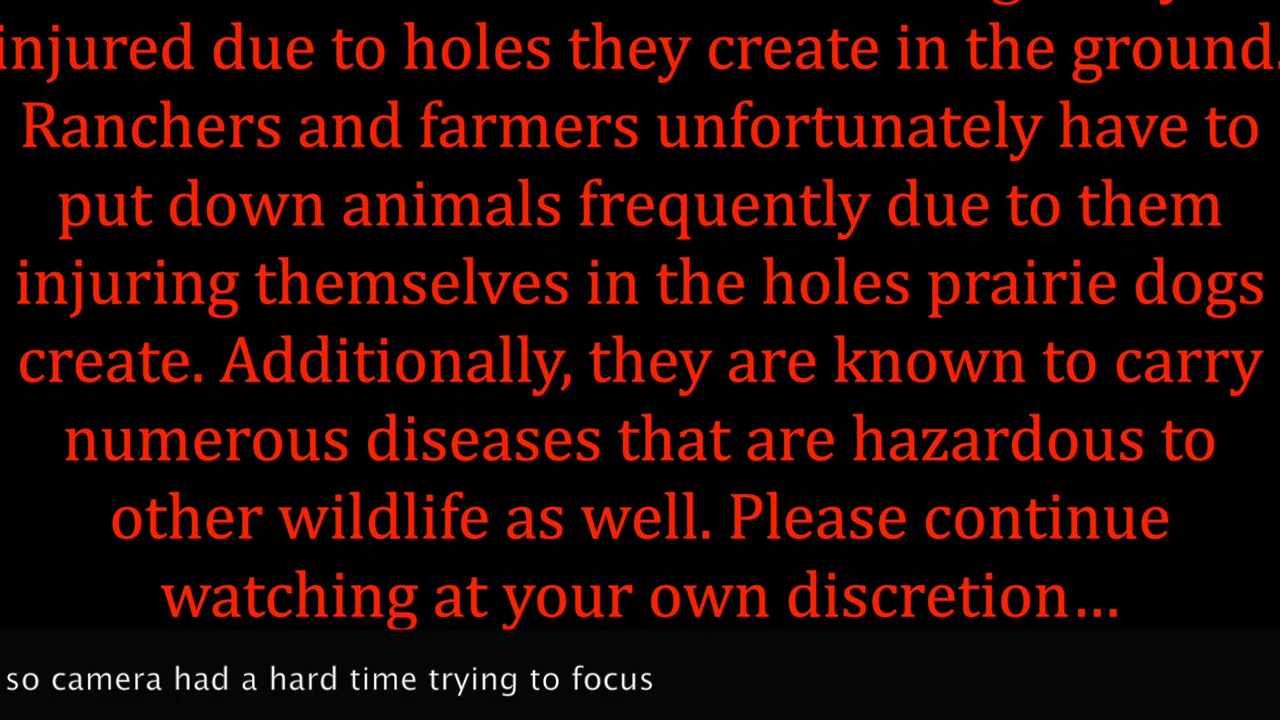 injured due to holes they create in the ground.
Ranchers and farmers unfortunately have to
put down animals frequently due to them
injuring themselves in the holes prairie dogs
create. Additionally, they are known to carry
numerous diseases that are hazardous to
other wildlife as well. Please continue
watching at your own discretion…
so camera had a hard time trying to focus